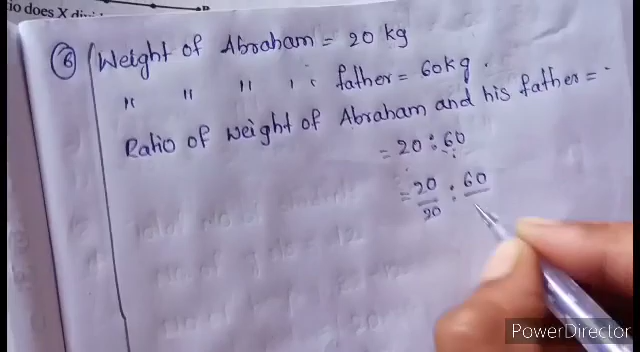 io does X divi
6 Weight of Abraham = 20 kg
" " " " father = 60kg.
Ratio of weight of Abraham and his father =
= 20 : 60
= 20/20 : 60
PowerDirector